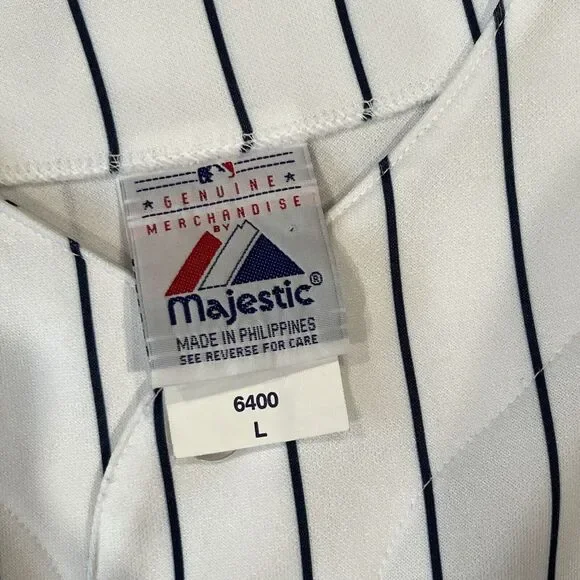 GENUINE
MERCHANDISE
BY
Majestic®
MADE IN PHILIPPINES
SEE REVERSE FOR CARE
6400
L